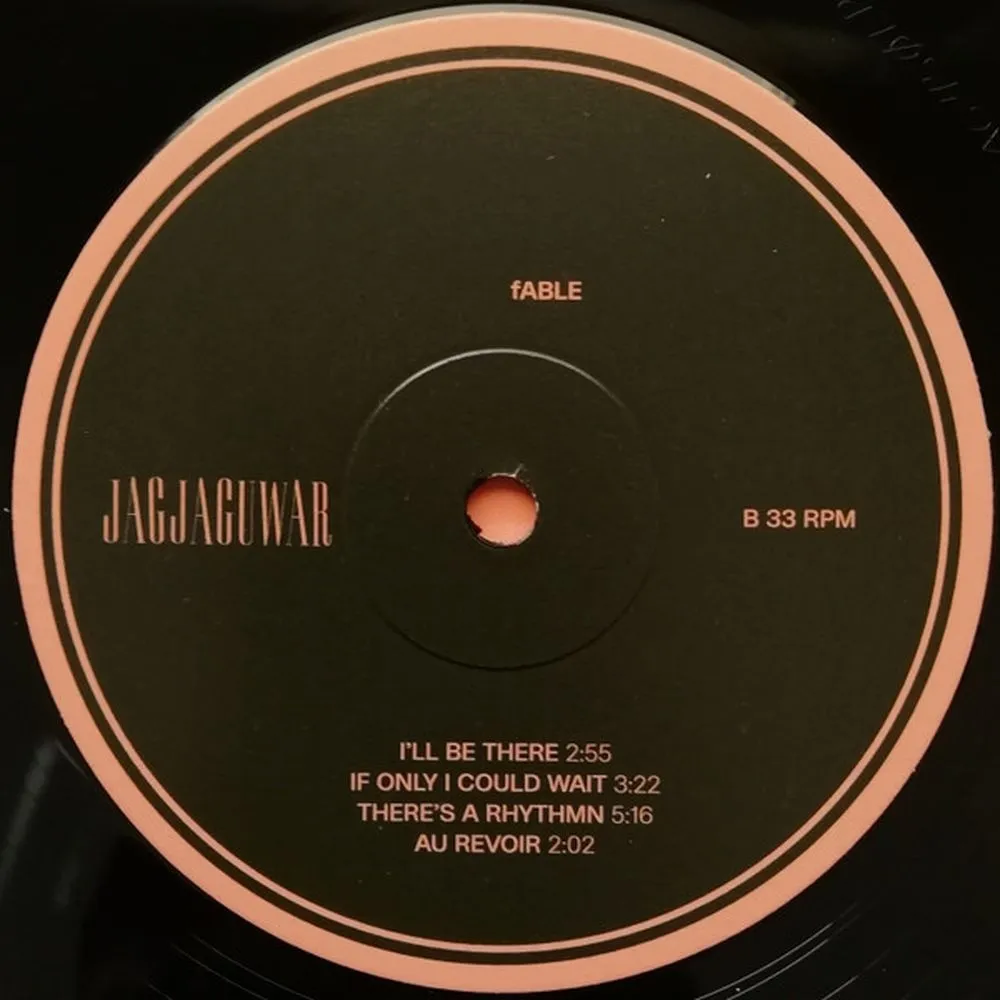 fABLE
JAGJAGUWAR
B 33 RPM
I'LL BE THERE 2:55
IF ONLY I COULD WAIT 3:22
THERE'S A RHYTHMN 5:16
AU REVOIR 2:02